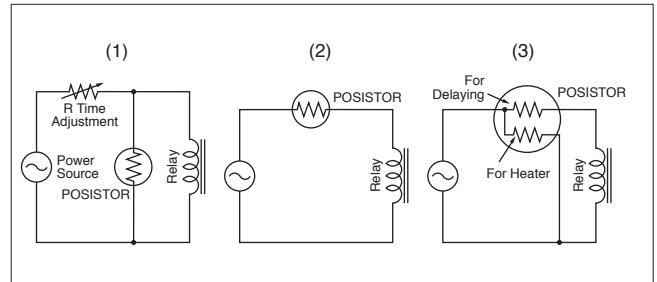 (1)
R Time
Adjustment
Power
Source
POSISTOR
Relay
(2)
POSISTOR
Relay
(3)
For
Delaying
POSISTOR
For Heater
Relay